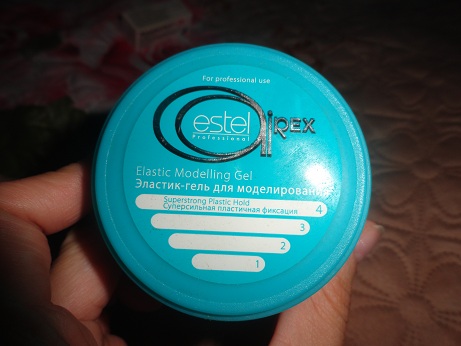 For professional use
Airex
estel
Professional
Elastic Modelling Gel
Эластик-гель для моделирования
Superstrong Plastic Hold
Суперсильная пластичная фиксация 4
3
2
1